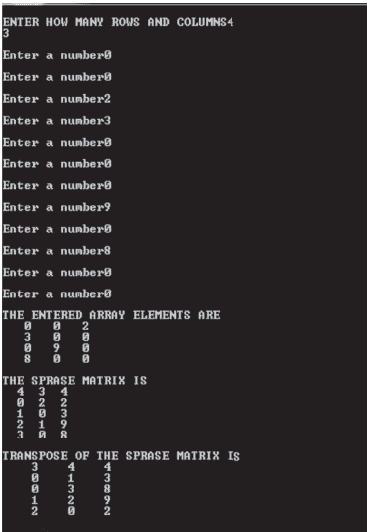 ENTER HOW MANY ROWS AND COLUMNS4
3
Enter a number0
Enter a number0
Enter a number2
Enter a number3
Enter a number0
Enter a number0
Enter a number0
Enter a number9
Enter a number0
Enter a number8
Enter a number0
Enter a number0
THE ENTERED ARRAY ELEMENTS ARE
0 0 2
3 0 0
0 9 0
8 0 0
THE SPRASE MATRIX IS
4 3 4
0 2 2
1 0 3
2 1 9
3 0 8
TRANSPOSE OF THE SPRASE MATRIX IS
3 4 4
0 1 3
0 3 8
1 2 9
2 0 2